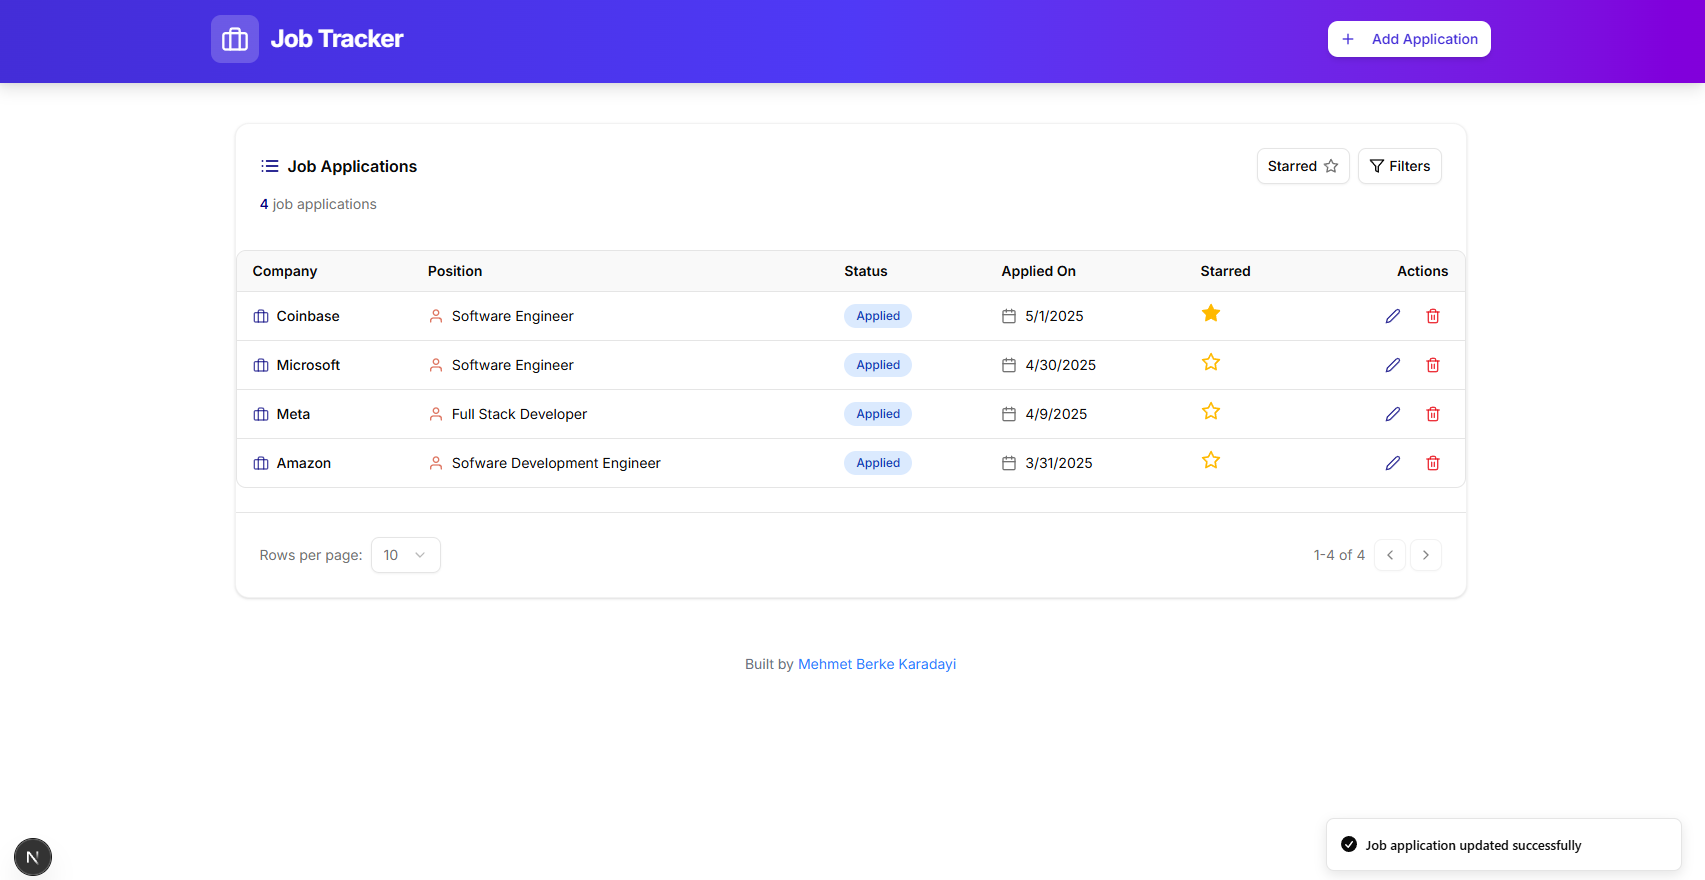 Job Tracker
Add Application
Job Applications
Starred
Filters
4 job applications
Company Position Status Applied On Starred Actions
Coinbase Software Engineer Applied 5/1/2025
Microsoft Software Engineer Applied 4/30/2025
Meta Full Stack Developer Applied 4/9/2025
Amazon Sofware Development Engineer Applied 3/31/2025
Rows per page: 10
1-4 of 4
Built by Mehmet Berke Karadayi
N
Job application updated successfully